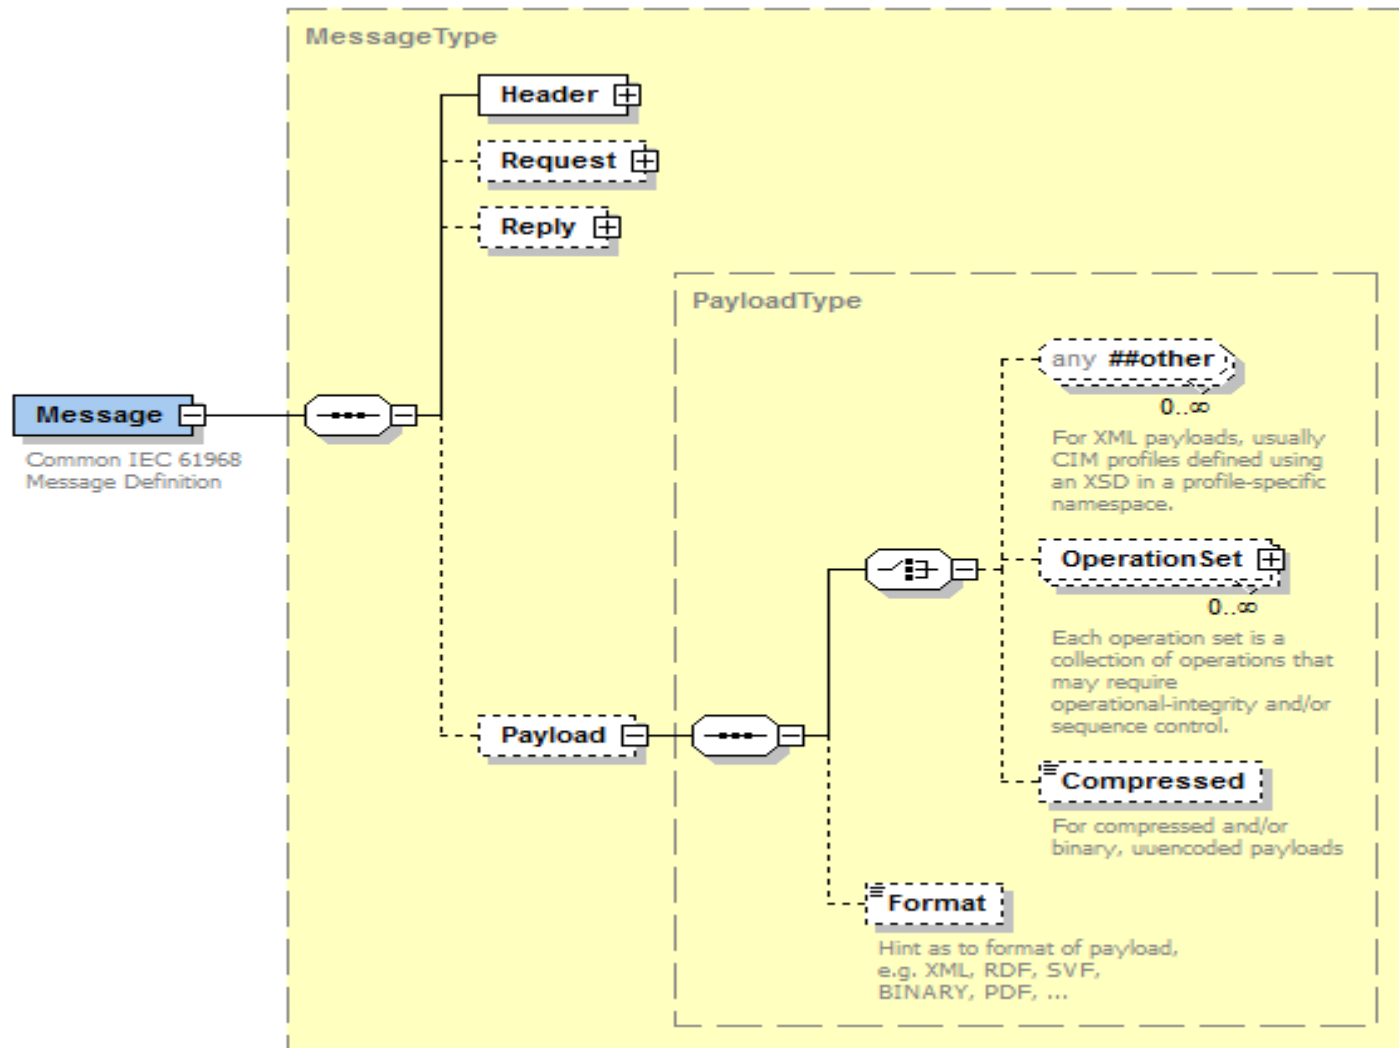 MessageType
Header
Request
Reply
PayloadType
any ##other
0..∞
For XML payloads, usually
CIM profiles defined using
an XSD in a profile-specific
namespace.
Message
Common IEC 61968
Message Definition
OperationSet
0..∞
Each operation set is a
collection of operations that
may require
operational-integrity and/or
sequence control.
Payload
Compressed
For compressed and/or
binary, uuencoded payloads
Format
Hint as to format of payload,
e.g. XML, RDF, SVF,
BINARY, PDF, ...